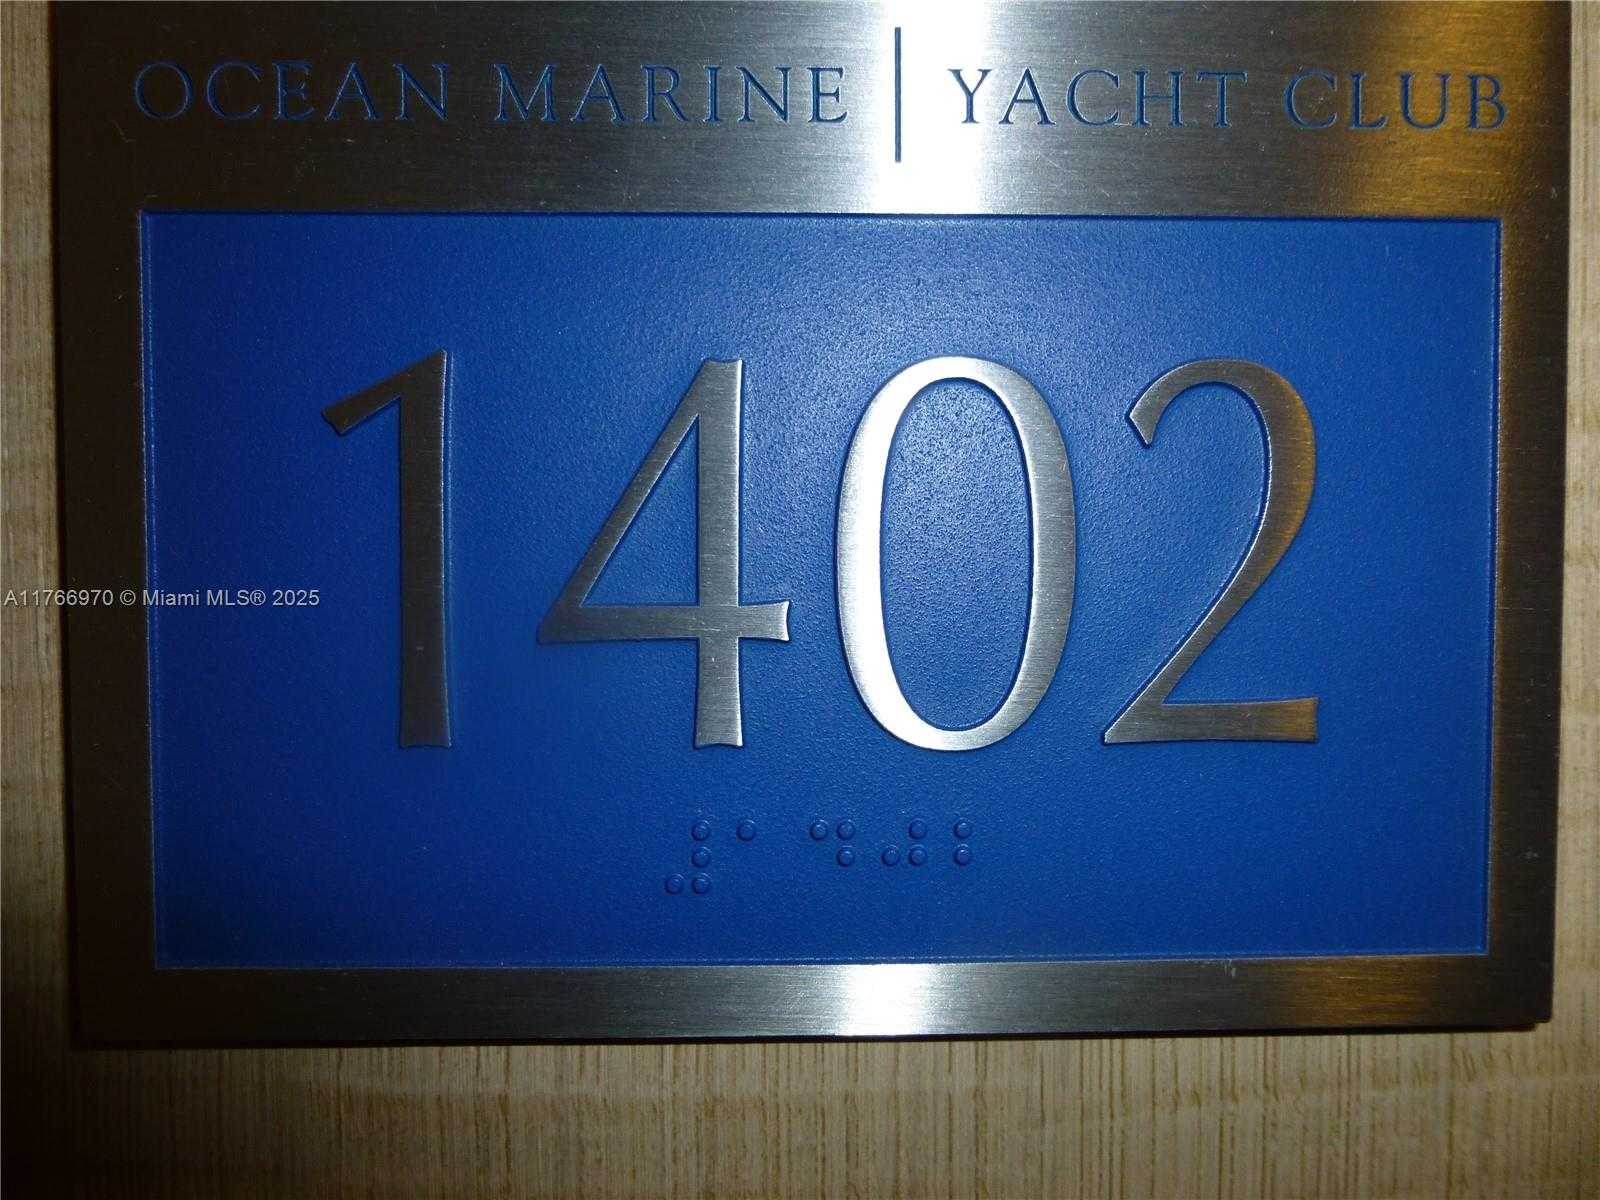 OCEAN MARINE | YACHT CLUB
1402
⠼⠁⠙⠚⠃
A11766970 © Miami MLS® 2025